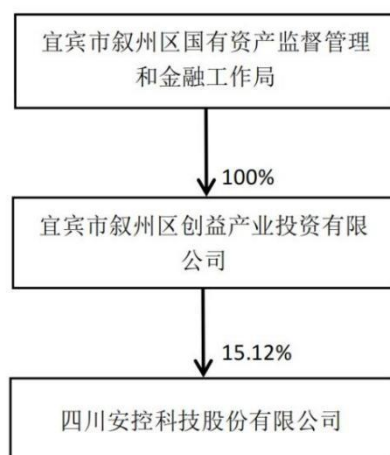 宜宾市叙州区国有资产监督管理
和金融工作局
100%
宜宾市叙州区创益产业投资有限
公司
15.12%
四川安控科技股份有限公司